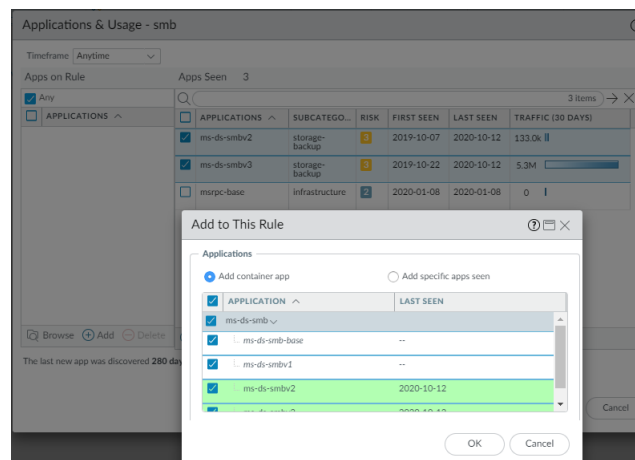 Applications & Usage - smb
Timeframe Anytime
Apps on Rule
Apps Seen 3
Any
3 items
APPLICATIONS
APPLICATIONS SUBCATEGO... RISK FIRST SEEN LAST SEEN TRAFFIC (30 DAYS)
ms-ds-smbv2 storage-backup 3 2019-10-07 2020-10-12 133.0k
ms-ds-smbv3 storage-backup 3 2019-10-22 2020-10-12 5.3M
msrpc-base infrastructure 2 2020-01-08 2020-01-08 0
Add to This Rule
Applications
Add container app Add specific apps seen
APPLICATION LAST SEEN
ms-ds-smb
ms-ds-smb-base --
ms-ds-smbv1 --
ms-ds-smbv2 2020-10-12
Browse Add Delete
The last new app was discovered 280 day
Cancel
OK Cancel